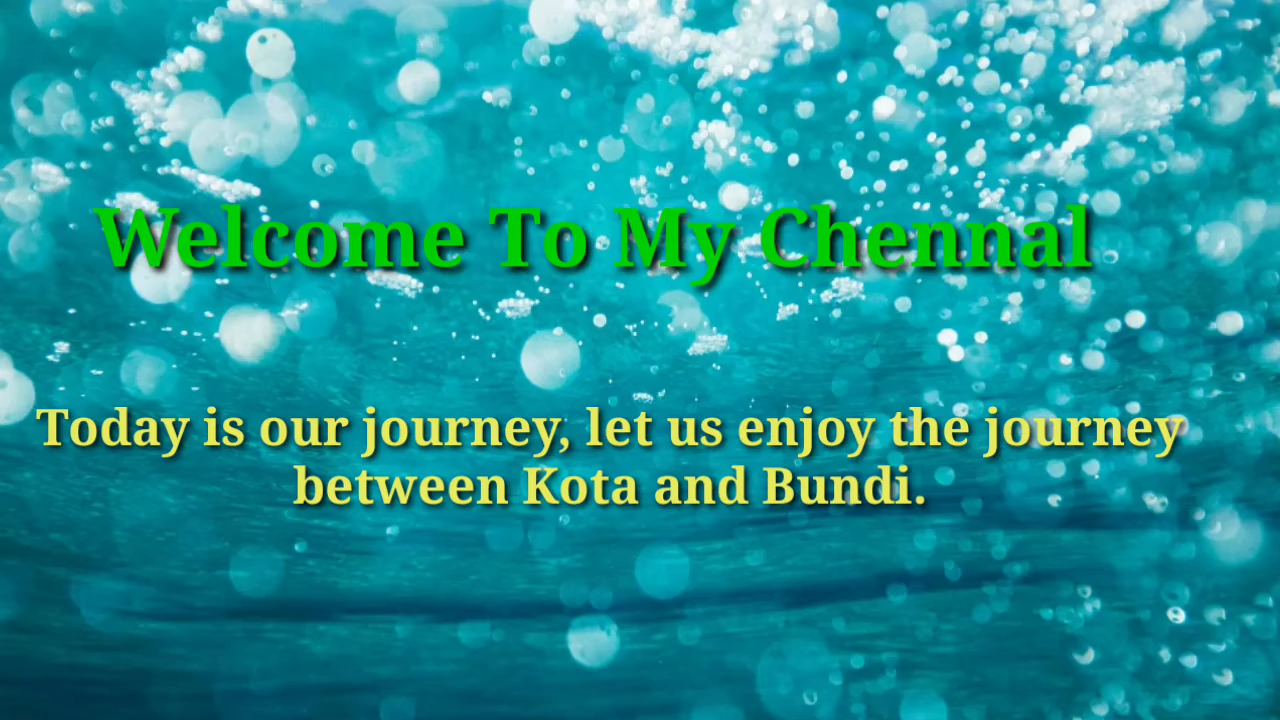 Welcome To My Chennal
Today is our journey, let us enjoy the journey
between Kota and Bundi.